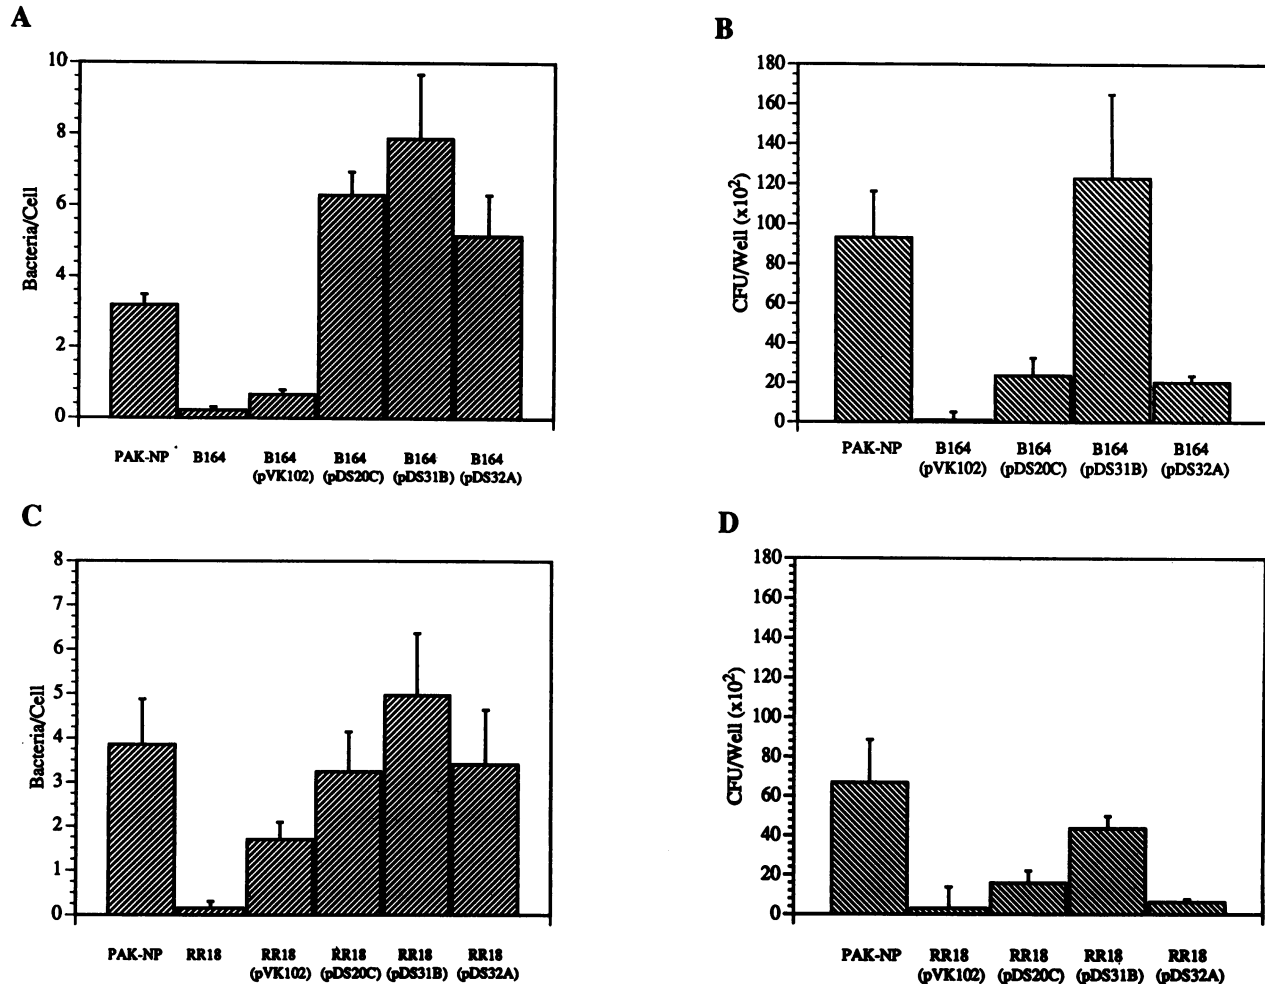 A
10
8
6
4
2
0
Bacteria/Cell
PAK-NP B164 B164 B164 B164 B164
(pVK102) (pDS20C) (pDS31B) (pDS32A)
B
180
160
140
120
100
80
60
40
20
0
CFU/Well (x10²)
PAK-NP B164 B164 B164 B164
(pVK102) (pDS20C) (pDS31B) (pDS32A)
C
8
7
6
5
4
3
2
1
0
Bacteria/Cell
PAK-NP RR18 RR18 RR18 RR18 RR18
(pVK102) (pDS20C) (pDS31B) (pDS32A)
D
180
160
140
120
100
80
60
40
20
0
CFU/Well (x10²)
PAK-NP RR18 RR18 RR18 RR18
(pVK102) (pDS20C) (pDS31B) (pDS32A)